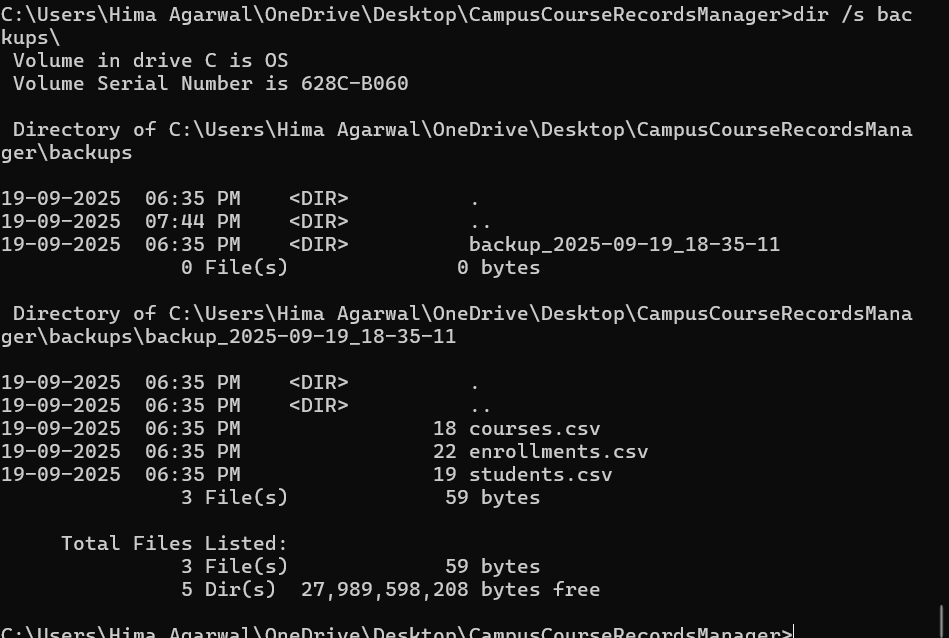 C:\Users\Hima Agarwal\OneDrive\Desktop\CampusCourseRecordsManager>dir /s bac
kups\
 Volume in drive C is OS
 Volume Serial Number is 628C-B060

 Directory of C:\Users\Hima Agarwal\OneDrive\Desktop\CampusCourseRecordsMana
ger\backups

19-09-2025  06:35 PM    <DIR>          .
19-09-2025  07:44 PM    <DIR>          ..
19-09-2025  06:35 PM    <DIR>          backup_2025-09-19_18-35-11
               0 File(s)              0 bytes

 Directory of C:\Users\Hima Agarwal\OneDrive\Desktop\CampusCourseRecordsMana
ger\backups\backup_2025-09-19_18-35-11

19-09-2025  06:35 PM    <DIR>          .
19-09-2025  06:35 PM    <DIR>          ..
19-09-2025  06:35 PM                18 courses.csv
19-09-2025  06:35 PM                22 enrollments.csv
19-09-2025  06:35 PM                19 students.csv
               3 File(s)             59 bytes

     Total Files Listed:
               3 File(s)             59 bytes
               5 Dir(s)  27,989,598,208 bytes free

C:\Users\Hima Agarwal\OneDrive\Desktop\CampusCourseRecordsManager>